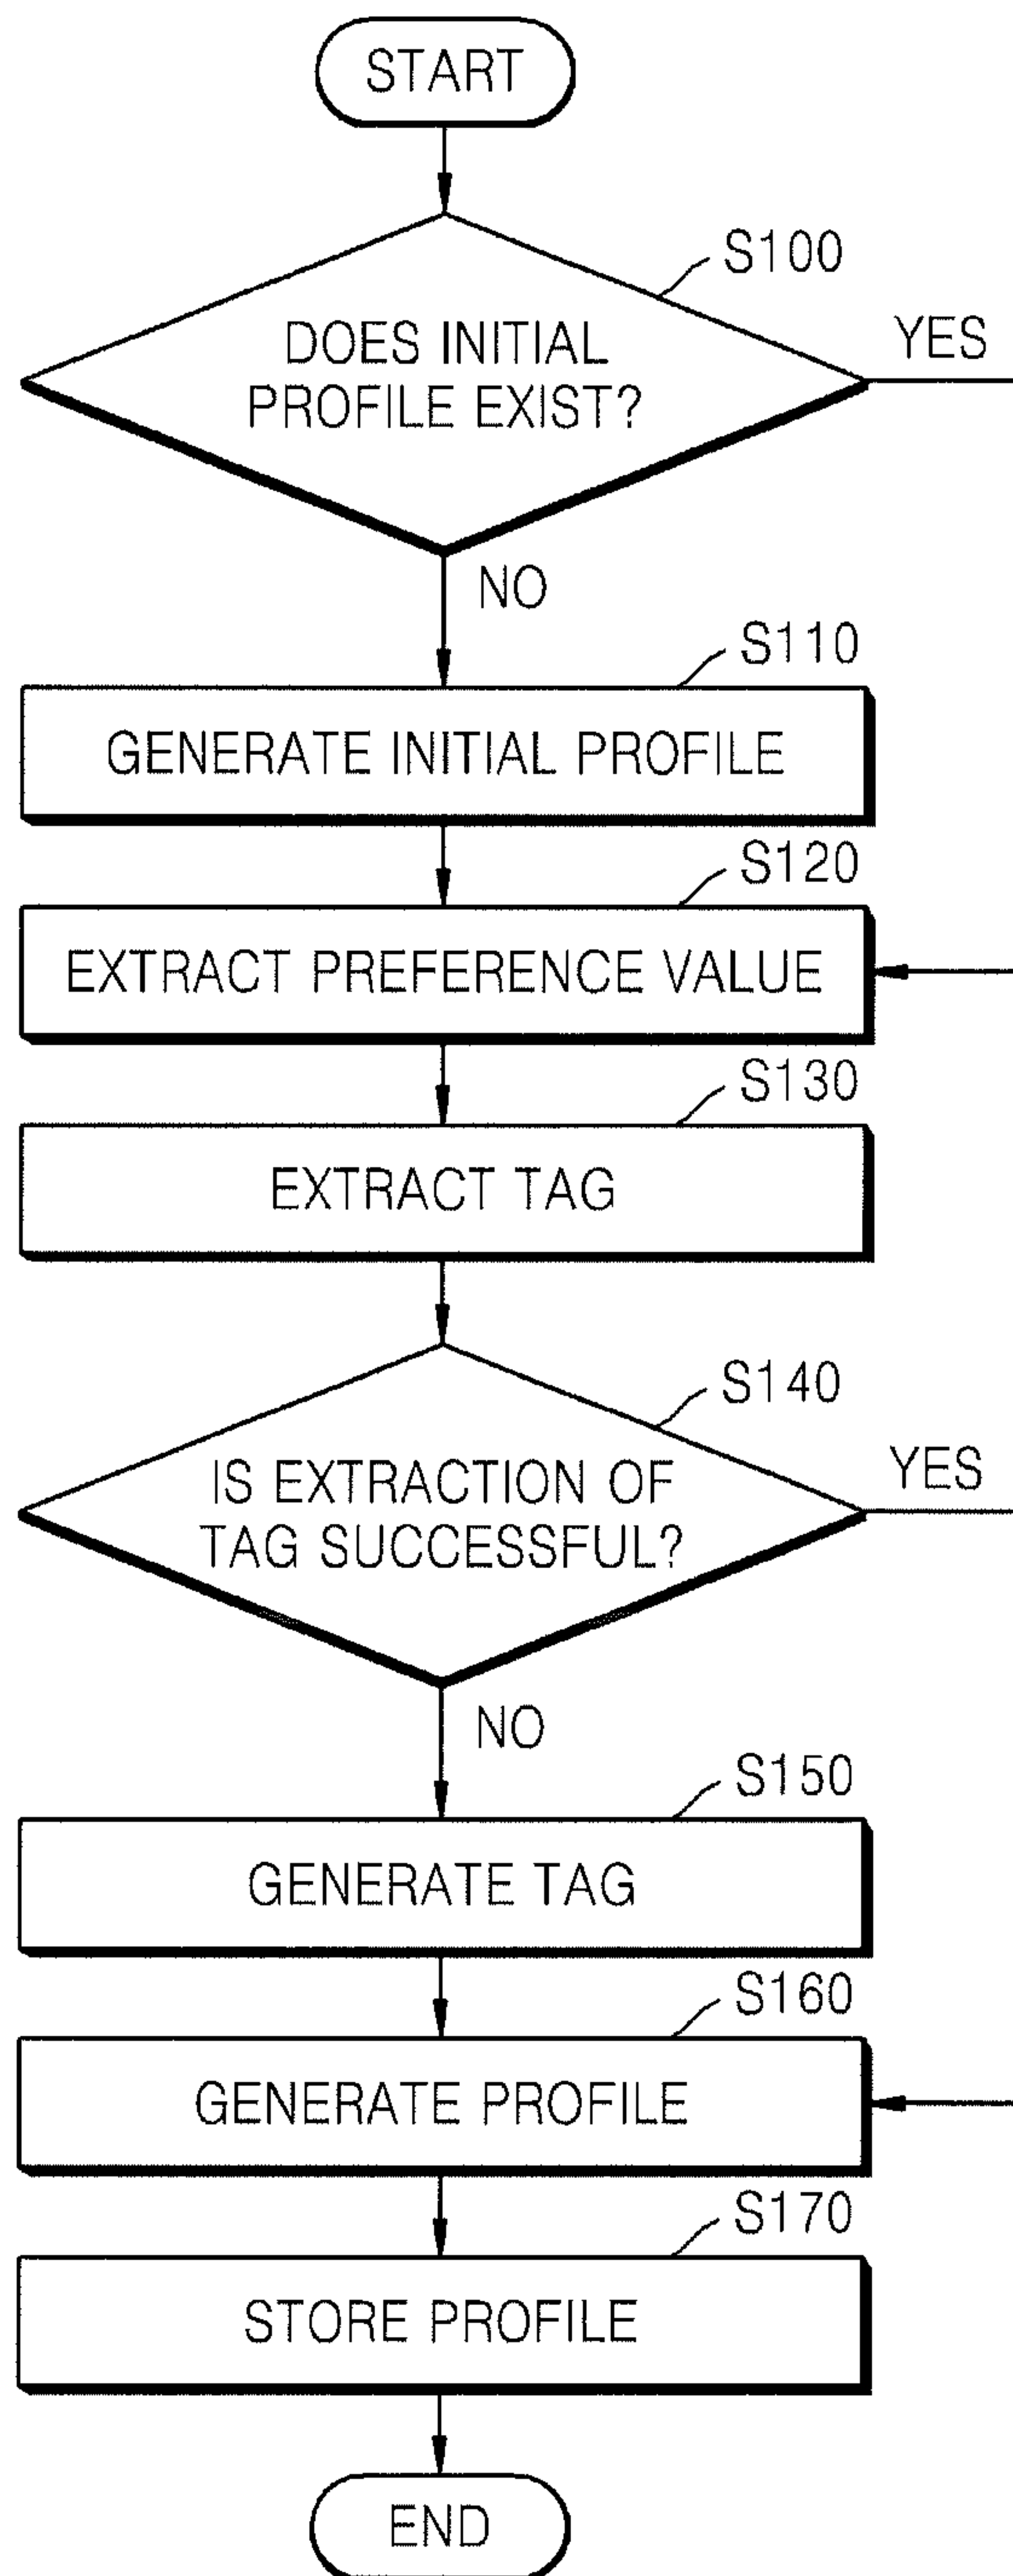 START
S100
DOES INITIAL
PROFILE EXIST?
YES
NO
S110
GENERATE INITIAL PROFILE
S120
EXTRACT PREFERENCE VALUE
S130
EXTRACT TAG
S140
IS EXTRACTION OF
TAG SUCCESSFUL?
YES
NO
S150
GENERATE TAG
S160
GENERATE PROFILE
S170
STORE PROFILE
END